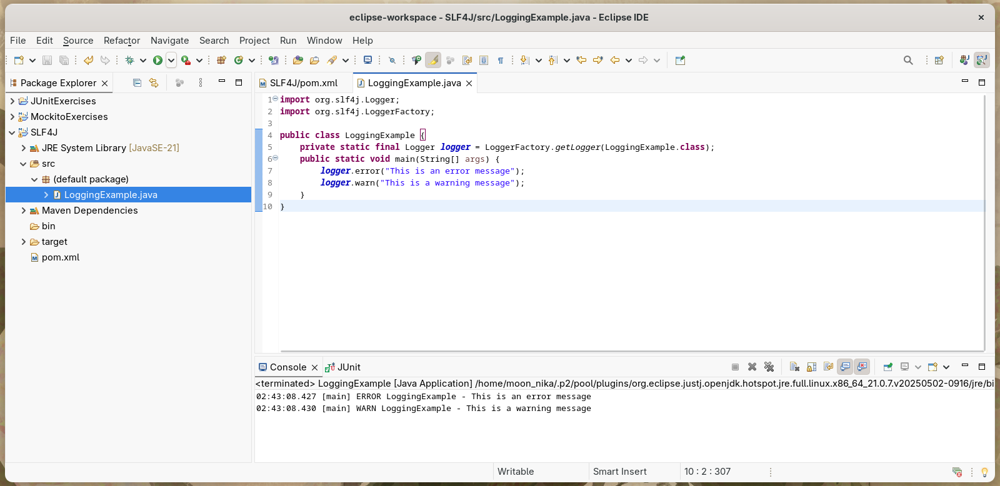 eclipse-workspace - SLF4J/src/LoggingExample.java - Eclipse IDE
File Edit Source Refactor Navigate Search Project Run Window Help
Package Explorer
JUnitExercises
MockitoExercises
SLF4J
JRE System Library [JavaSE-21]
src
(default package)
LoggingExample.java
Maven Dependencies
bin
target
pom.xml
SLF4J/pom.xml LoggingExample.java
1 import org.slf4j.Logger;
2 import org.slf4j.LoggerFactory;
3
4 public class LoggingExample {
5     private static final Logger logger = LoggerFactory.getLogger(LoggingExample.class);
6     public static void main(String[] args) {
7         logger.error("This is an error message");
8         logger.warn("This is a warning message");
9     }
10 }
Console JUnit
<terminated> LoggingExample [Java Application] /home/moon_nika/.p2/pool/plugins/org.eclipse.justj.openjdk.hotspot.jre.full.linux.x86_64_21.0.7.v20250502-0916/jre/bi
02:43:08.427 [main] ERROR LoggingExample - This is an error message
02:43:08.430 [main] WARN LoggingExample - This is a warning message
Writable Smart Insert 10 : 2 : 307